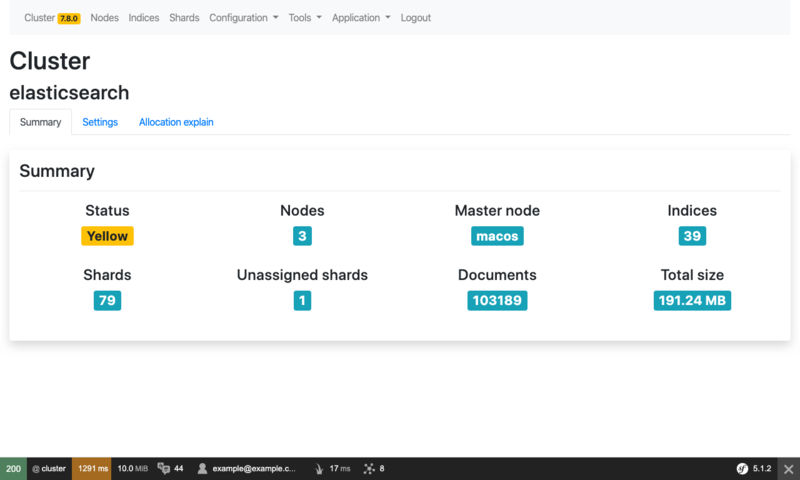 Cluster 7.8.0 Nodes Indices Shards Configuration Tools Application Logout
Cluster
elasticsearch
Summary Settings Allocation explain
Summary
Status Nodes Master node Indices
Yellow 3 macos 39
Shards Unassigned shards Documents Total size
79 1 103189 191.24 MB
200 @ cluster 1291 ms 10.0 MiB 44 example@example.c... 17 ms 8 sf 5.1.2